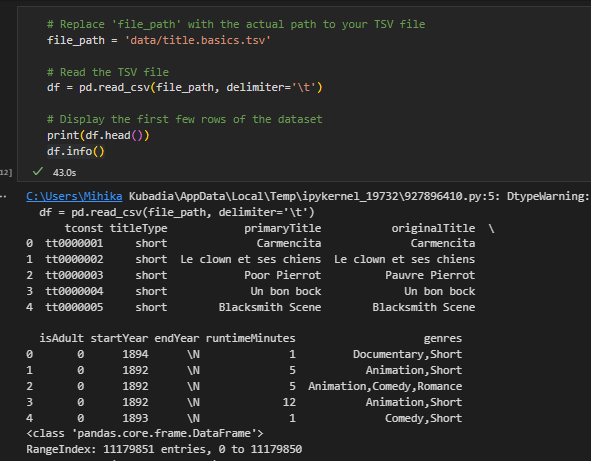 # Replace 'file_path' with the actual path to your TSV file
file_path = 'data/title.basics.tsv'
# Read the TSV file
df = pd.read_csv(file_path, delimiter='\t')
# Display the first few rows of the dataset
print(df.head())
df.info()
12]
43.0s
C:\Users\Mihika Kubadia\AppData\Local\Temp\ipykernel_19732\927896410.py:5: DtypeWarning:
df = pd.read_csv(file_path, delimiter='\t')
tconst titleType primaryTitle originalTitle \
0 tt0000001 short Carmencita Carmencita
1 tt0000002 short Le clown et ses chiens Le clown et ses chiens
2 tt0000003 short Poor Pierrot Pauvre Pierrot
3 tt0000004 short Un bon bock Un bon bock
4 tt0000005 short Blacksmith Scene Blacksmith Scene
isAdult startYear endYear runtimeMinutes genres
0 0 1894 \N 1 Documentary,Short
1 0 1892 \N 5 Animation,Short
2 0 1892 \N 5 Animation,Comedy,Romance
3 0 1892 \N 12 Animation,Short
4 0 1893 \N 1 Comedy,Short
<class 'pandas.core.frame.DataFrame'>
RangeIndex: 11179851 entries, 0 to 11179850